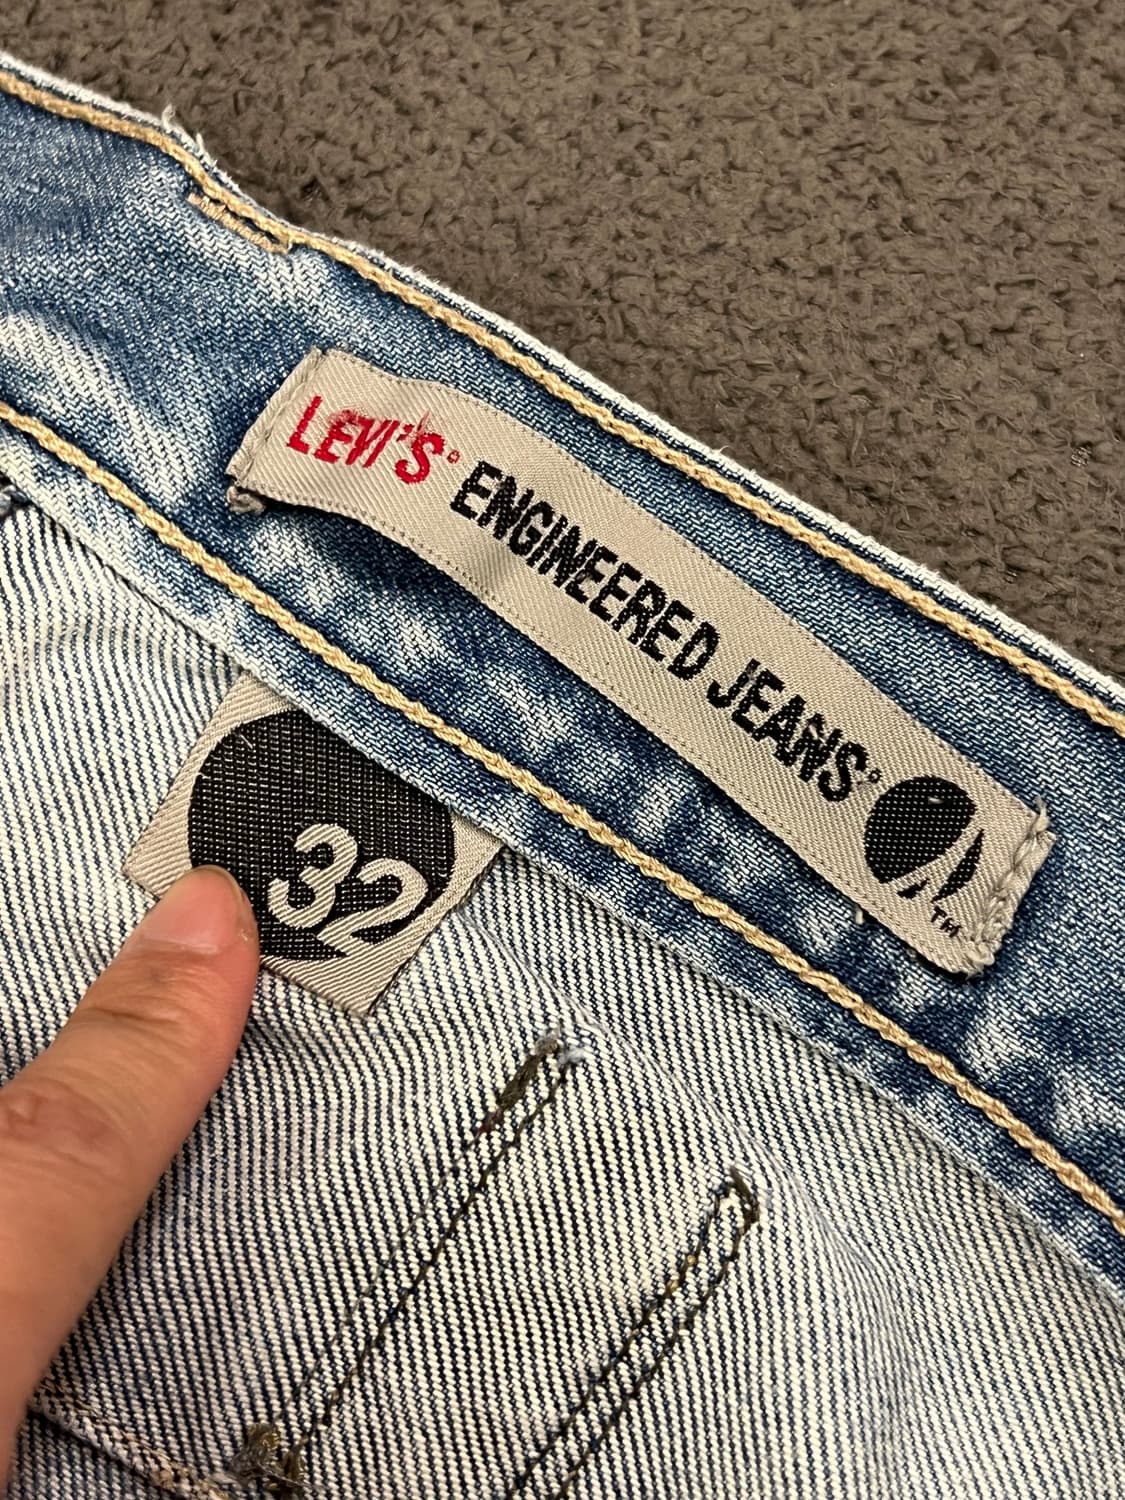 LEVI'S® ENGINEERED JEANS® ™
32